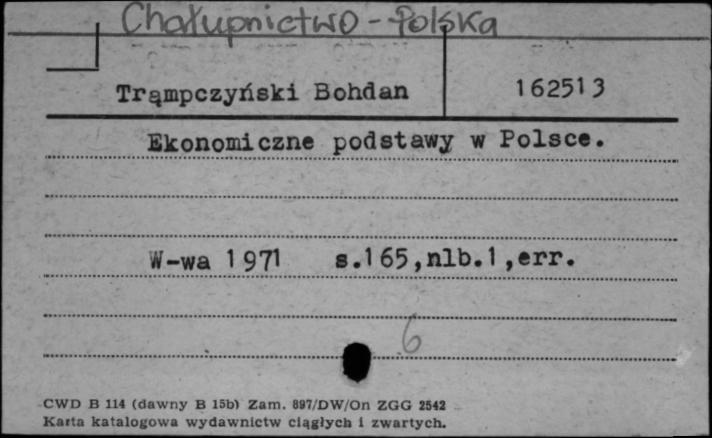 Chałupnictwo - Polska
Trąmpczyński Bohdan 162513
Ekonomiczne podstawy w Polsce.
W-wa 1971 s.165,nlb.1,err.
6
CWD B 114 (dawny B 15b) Zam. 897/DW/On ZGG 2542
Karta katalogowa wydawnictw ciągłych i zwartych.